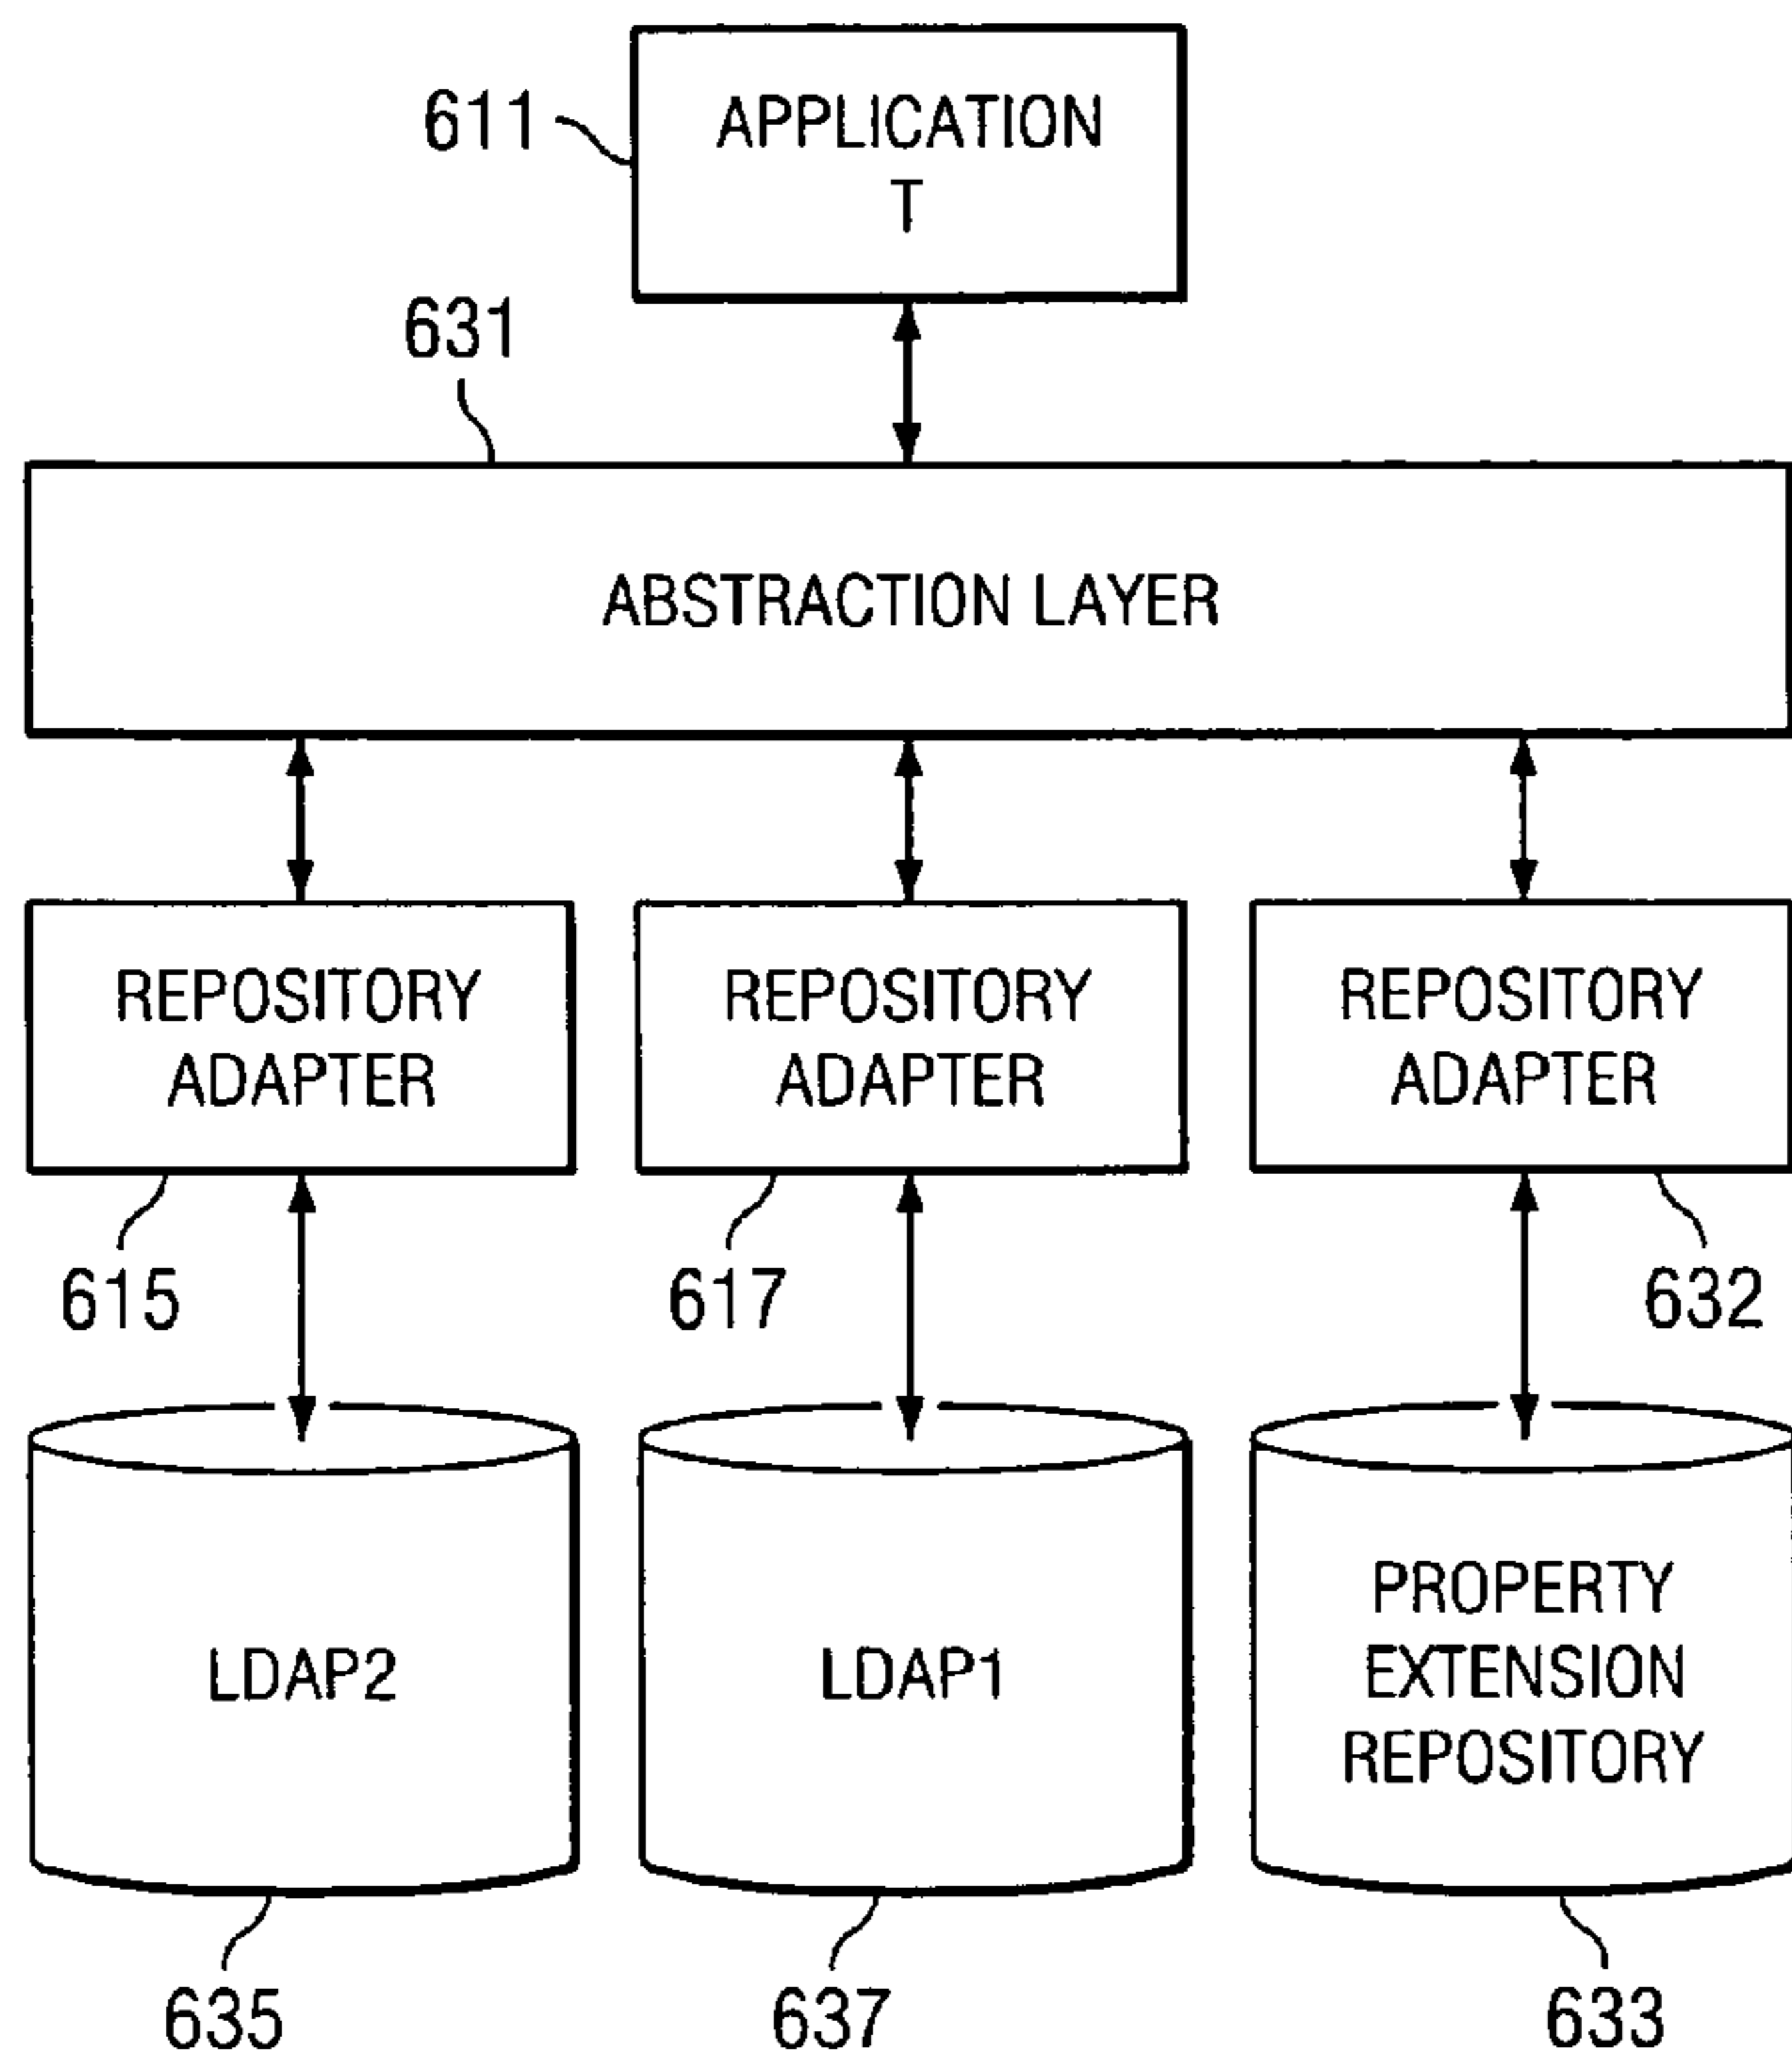 611
APPLICATION
T
631
ABSTRACTION LAYER
REPOSITORY
ADAPTER
REPOSITORY
ADAPTER
REPOSITORY
ADAPTER
615
617
632
LDAP2
LDAP1
PROPERTY
EXTENSION
REPOSITORY
635
637
633